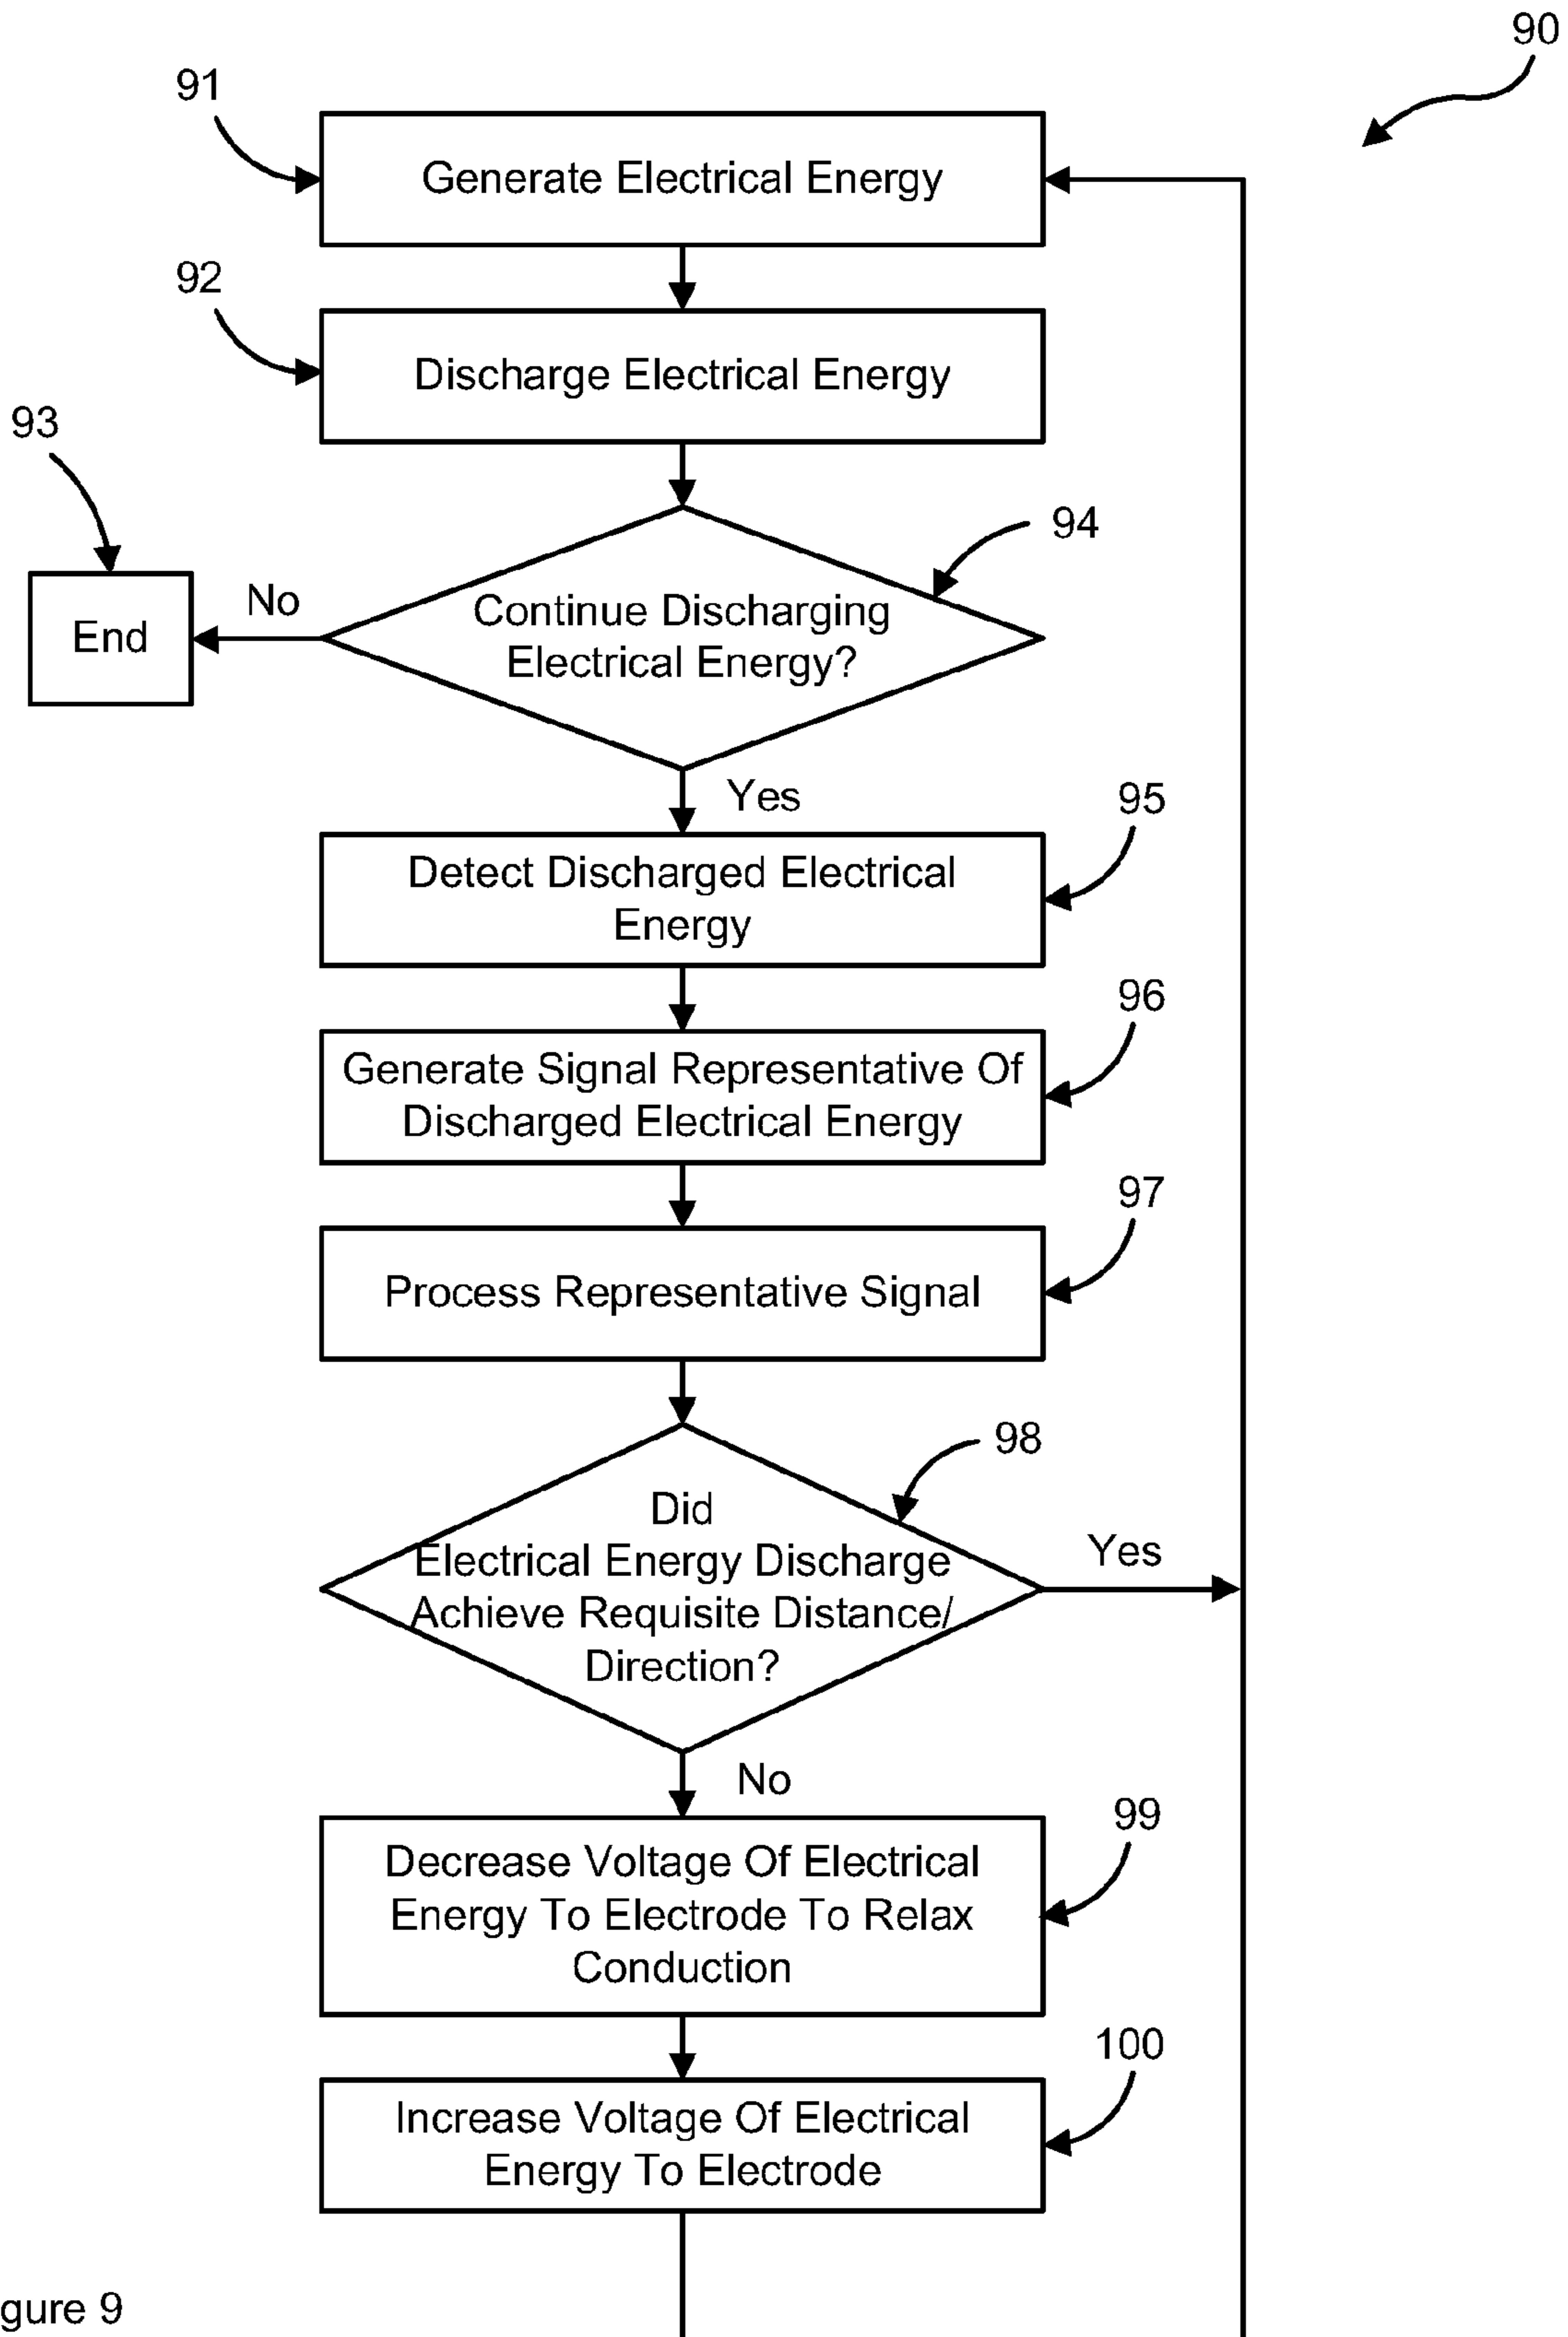 90
91
Generate Electrical Energy
92
Discharge Electrical Energy
93
94
End
No
Continue Discharging
Electrical Energy?
Yes
95
Detect Discharged Electrical
Energy
96
Generate Signal Representative Of
Discharged Electrical Energy
97
Process Representative Signal
98
Did
Electrical Energy Discharge
Achieve Requisite Distance/
Direction?
Yes
No
99
Decrease Voltage Of Electrical
Energy To Electrode To Relax
Conduction
100
Increase Voltage Of Electrical
Energy To Electrode
gure 9